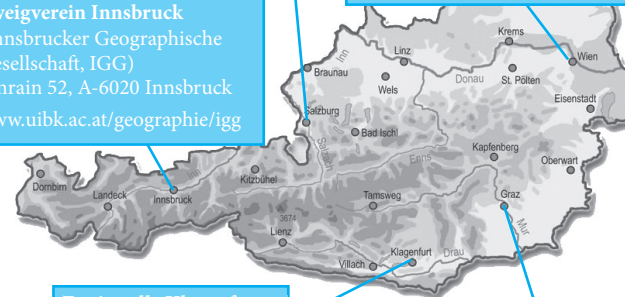 weigverein Innsbruck
nnsbrucker Geographische
esellschaft, IGG)
nrain 52, A-6020 Innsbruck
ww.uibk.ac.at/geographie/igg
Krems
Linz
Wien
Inn
Braunau
Donau
St. Pölten
Wels
Eisenstadt
Salzburg
Bad Ischl
Salzach
Kapfenberg
Enns
Oberwart
Inn
Kitzbühel
Dornbirn
Landeck
Innsbruck
Tamsweg
Graz
3674
Mur
Lienz
Klagenfurt
Drau
Villach